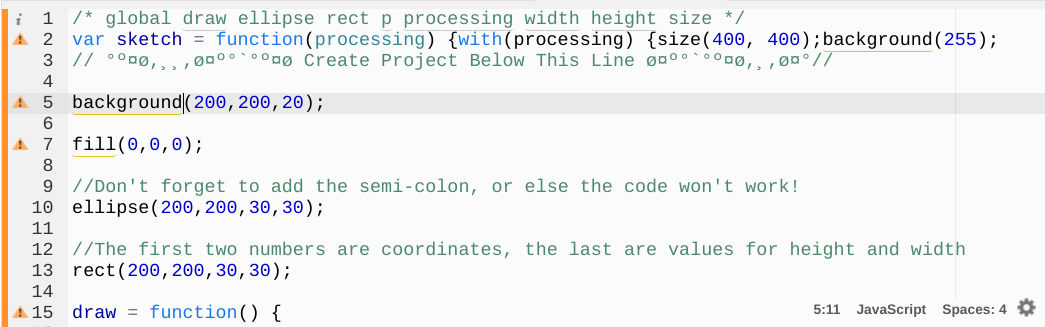 i 1 /* global draw ellipse rect p processing width height size */
2 var sketch = function(processing) {with(processing) {size(400, 400);background(255);
3 // °º¤ø,¸¸,ø¤º°`°º¤ø Create Project Below This Line ø¤º°`°º¤ø,¸,ø¤°//
4
5 background(200,200,20);
6
7 fill(0,0,0);
8
9 //Don't forget to add the semi-colon, or else the code won't work!
10 ellipse(200,200,30,30);
11
12 //The first two numbers are coordinates, the last are values for height and width
13 rect(200,200,30,30);
14
15 draw = function() {
5:11 JavaScript Spaces: 4